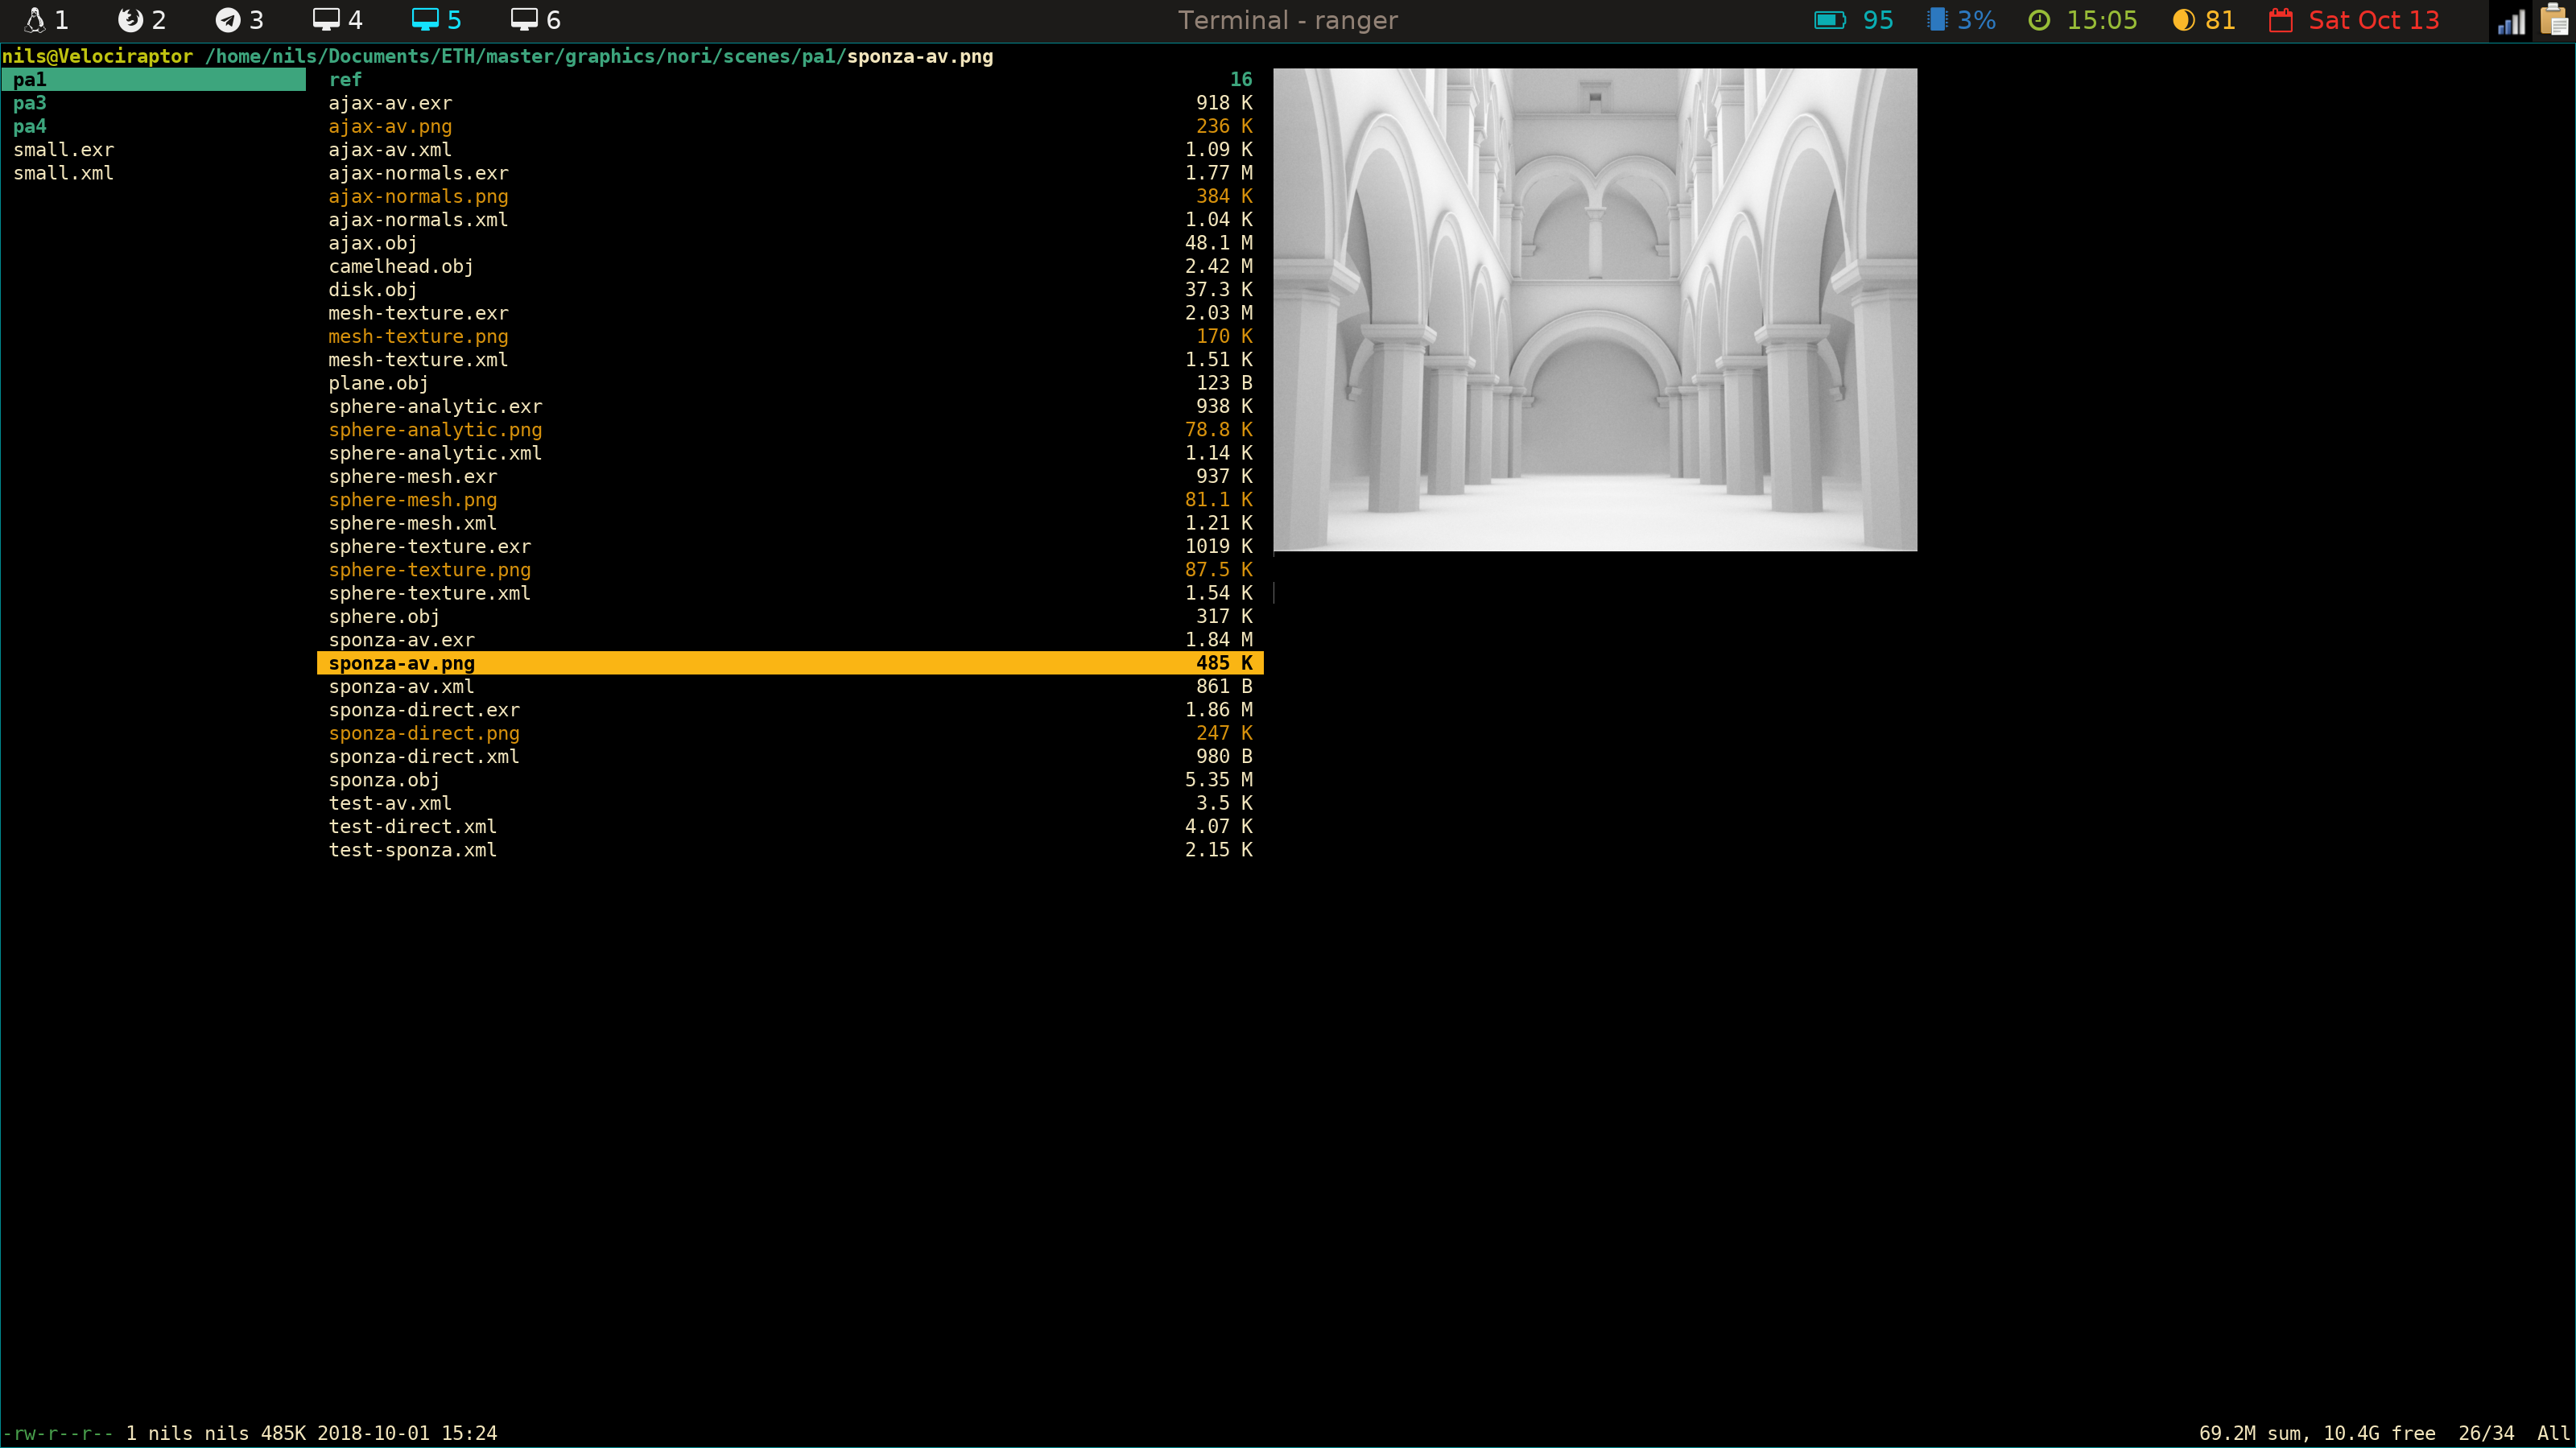 1 2 3 4 5 6 Terminal - ranger 95 3% 15:05 81 Sat Oct 13
nils@Velociraptor /home/nils/Documents/ETH/master/graphics/nori/scenes/pa1/sponza-av.png
pa1 ref 16
pa3 ajax-av.exr 918 K
pa4 ajax-av.png 236 K
small.exr ajax-av.xml 1.09 K
small.xml ajax-normals.exr 1.77 M
ajax-normals.png 384 K
ajax-normals.xml 1.04 K
ajax.obj 48.1 M
camelhead.obj 2.42 M
disk.obj 37.3 K
mesh-texture.exr 2.03 M
mesh-texture.png 170 K
mesh-texture.xml 1.51 K
plane.obj 123 B
sphere-analytic.exr 938 K
sphere-analytic.png 78.8 K
sphere-analytic.xml 1.14 K
sphere-mesh.exr 937 K
sphere-mesh.png 81.1 K
sphere-mesh.xml 1.21 K
sphere-texture.exr 1019 K
sphere-texture.png 87.5 K
sphere-texture.xml 1.54 K
sphere.obj 317 K
sponza-av.exr 1.84 M
sponza-av.png 485 K
sponza-av.xml 861 B
sponza-direct.exr 1.86 M
sponza-direct.png 247 K
sponza-direct.xml 980 B
sponza.obj 5.35 M
test-av.xml 3.5 K
test-direct.xml 4.07 K
test-sponza.xml 2.15 K
-rw-r--r-- 1 nils nils 485K 2018-10-01 15:24 69.2M sum, 10.4G free 26/34 All